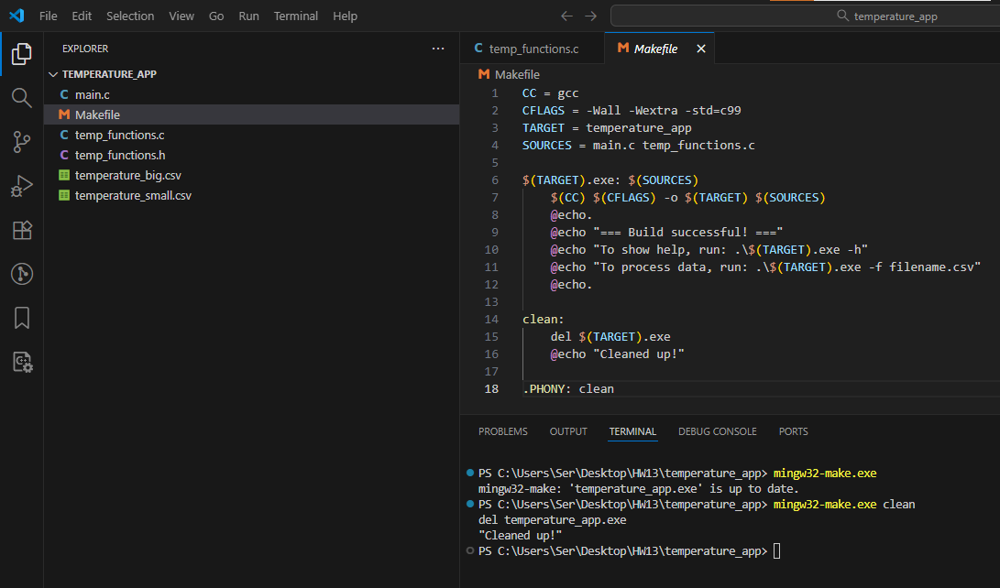 File Edit Selection View Go Run Terminal Help
temperature_app
EXPLORER
TEMPERATURE_APP
C main.c
M Makefile
C temp_functions.c
C temp_functions.h
temperature_big.csv
temperature_small.csv
C temp_functions.c
M Makefile
M Makefile
1 CC = gcc
2 CFLAGS = -Wall -Wextra -std=c99
3 TARGET = temperature_app
4 SOURCES = main.c temp_functions.c
5
6 $(TARGET).exe: $(SOURCES)
7 $(CC) $(CFLAGS) -o $(TARGET) $(SOURCES)
8 @echo.
9 @echo "=== Build successful! ==="
10 @echo "To show help, run: .\$(TARGET).exe -h"
11 @echo "To process data, run: .\$(TARGET).exe -f filename.csv"
12 @echo.
13
14 clean:
15 del $(TARGET).exe
16 @echo "Cleaned up!"
17
18 .PHONY: clean
PROBLEMS OUTPUT TERMINAL DEBUG CONSOLE PORTS
PS C:\Users\Ser\Desktop\HW13\temperature_app> mingw32-make.exe
mingw32-make: 'temperature_app.exe' is up to date.
PS C:\Users\Ser\Desktop\HW13\temperature_app> mingw32-make.exe clean
del temperature_app.exe
"Cleaned up!"
PS C:\Users\Ser\Desktop\HW13\temperature_app>